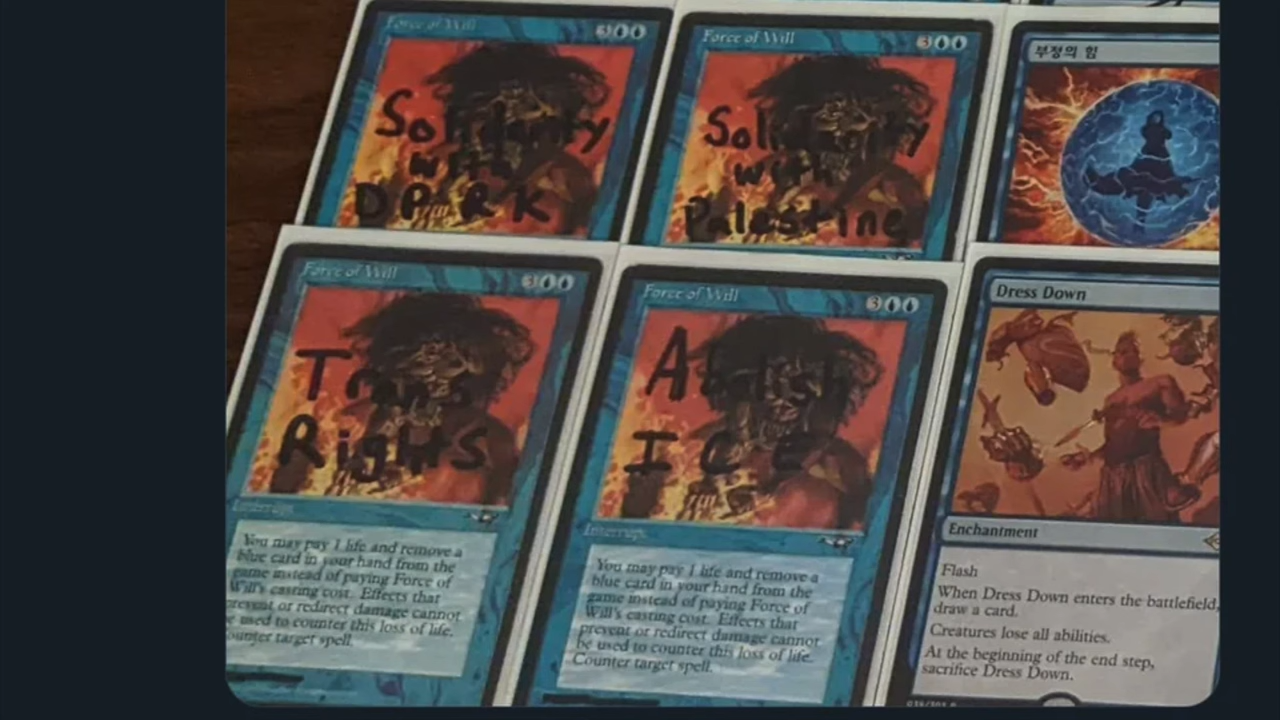 Force of Will 3
Solidarity
with
DPRK
Force of Will 3
Solidarity
with
Palestine
부정의 힘
Force of Will 3
Trans
Rights
Interrupt
You may pay 1 life and remove a
blue card in your hand from the
game instead of paying Force of
Will's casting cost. Effects that
prevent or redirect damage cannot
be used to counter this loss of life.
Counter target spell.
Force of Will 3
Abolish
ICE
Interrupt
You may pay 1 life and remove a
blue card in your hand from the
game instead of paying Force of
Will's casting cost. Effects that
prevent or redirect damage cannot
be used to counter this loss of life.
Counter target spell.
Dress Down
Enchantment
Flash
When Dress Down enters the battlefield,
draw a card.
Creatures lose all abilities.
At the beginning of the end step,
sacrifice Dress Down.